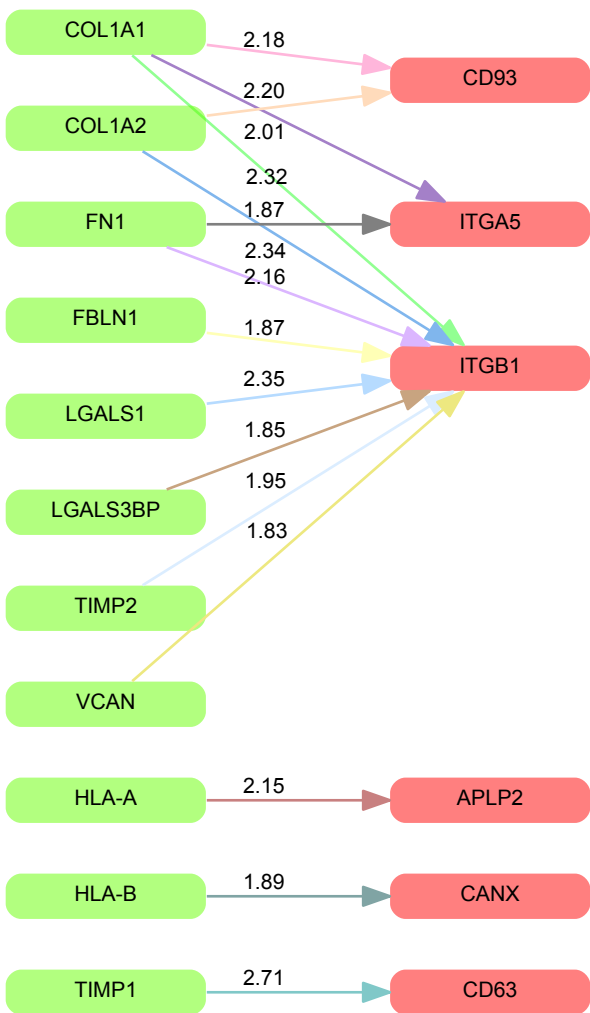 COL1A1
2.18
CD93
2.20
COL1A2
2.01
2.32
FN1
1.87
ITGA5
2.34
2.16
FBLN1
1.87
ITGB1
2.35
LGALS1
1.85
1.95
LGALS3BP
1.83
TIMP2
VCAN
HLA-A
2.15
APLP2
HLA-B
1.89
CANX
TIMP1
2.71
CD63